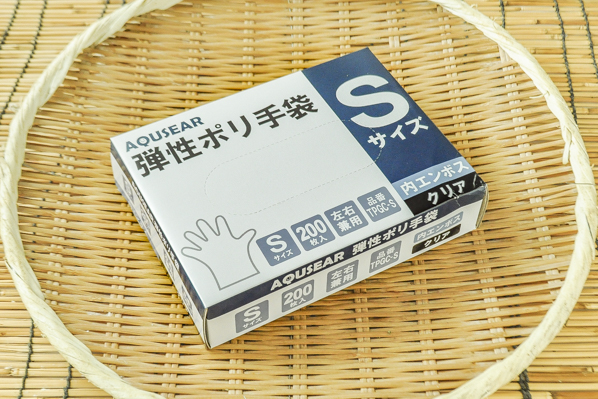 AQUSEAR
弾性ポリ手袋
S
サイズ
内エンボス
クリア
S
サイズ
200
枚入
左右
兼用
品番
TPGC-S
AQUSEAR 弾性ポリ手袋
S
サイズ
200
枚入
左右
兼用
品番
TPGC-S
内エンボス
クリア